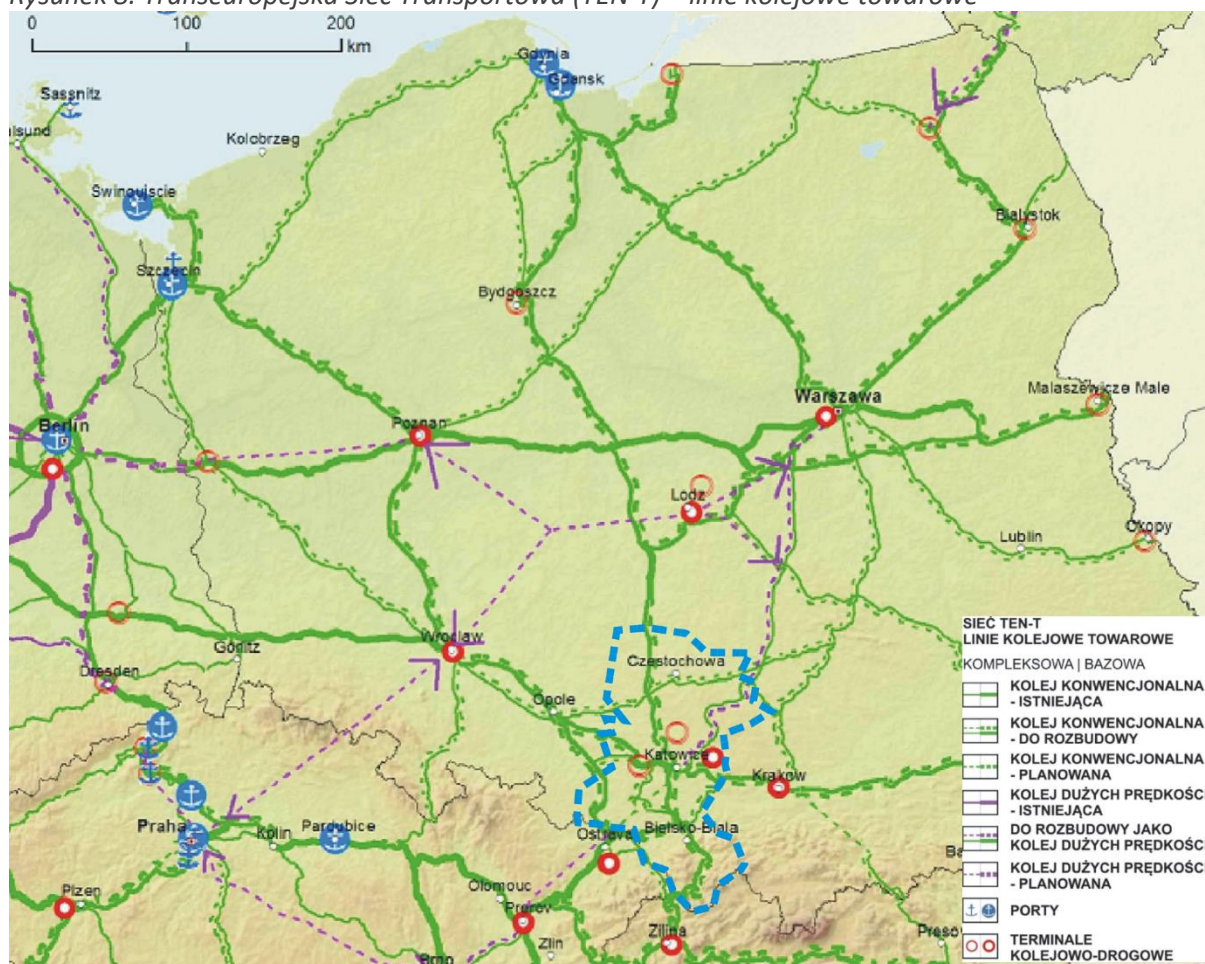 Rysunek 3. Transeuropejska Sieć Transportowa (TEN-T) – linie kolejowe towarowe
0 100 200
km
Gdynia
Gdansk
Sassnitz
alsund
Kolobrzeg
Swinoujscie
Bialystok
Szczecin
Bydgoszcz
Malaszewicze Male
Warszawa
Berlin
Poznan
Lodz
Lublin
Okopy
Wroclaw
Görlitz
Czestochowa
Dresden
Opole
Katowice
Krakow
Praha
Kolin
Pardubice
Ostrava
Bielsko-Biala
Ba
Plzen
Olomouc
Prerov
Zilina
Zlin
Brno
Preso
SIEĆ TEN-T
LINIE KOLEJOWE TOWAROWE
KOMPLEKSOWA | BAZOWA
KOLEJ KONWENCJONALNA
- ISTNIEJĄCA
KOLEJ KONWENCJONALNA
- DO ROZBUDOWY
KOLEJ KONWENCJONALNA
- PLANOWANA
KOLEJ DUŻYCH PRĘDKOŚCI
- ISTNIEJĄCA
DO ROZBUDOWY JAKO
KOLEJ DUŻYCH PRĘDKOŚCI
KOLEJ DUŻYCH PRĘDKOŚCI
- PLANOWANA
PORTY
TERMINALE
KOLEJOWO-DROGOWE